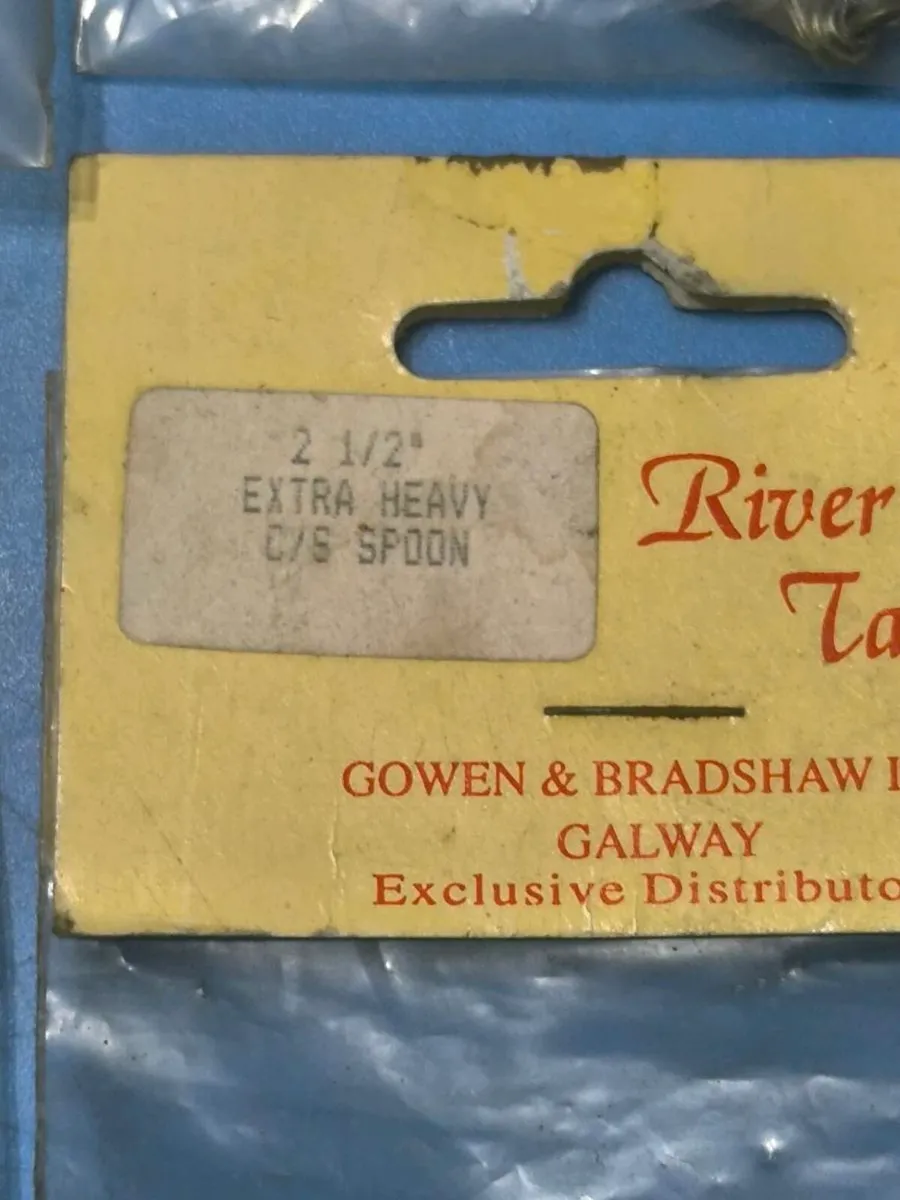 2 1/2"
EXTRA HEAVY
C/S SPOON
River
Ta
GOWEN & BRADSHAW
GALWAY
Exclusive Distributo